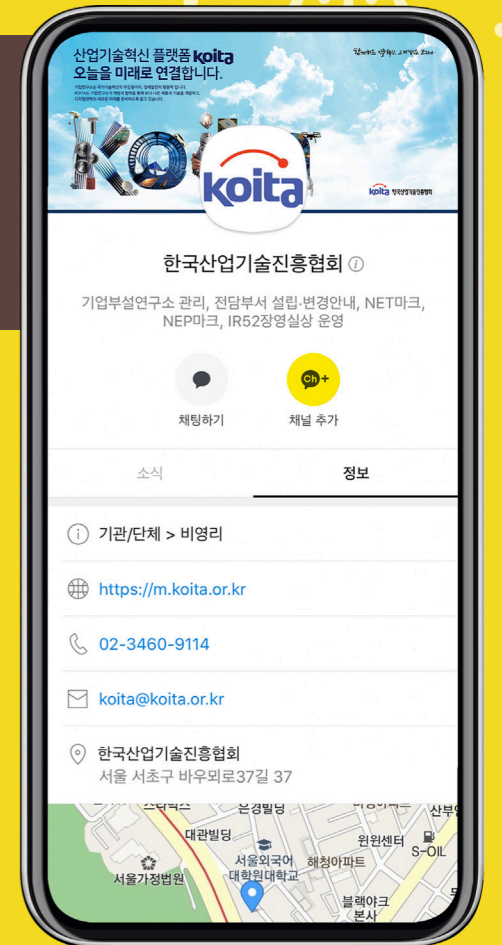 산업기술혁신 플랫폼 koita
오늘을 미래로 연결합니다.
koita 한국산업기술진흥협회
koita
한국산업기술진흥협회
기업부설연구소 관리, 전담부서 설립·변경안내, NET마크,
NEP마크, IR52장영실상 운영
Ch+
채팅하기 채널 추가
소식 정보
기관/단체 > 비영리
https://m.koita.or.kr
02-3460-9114
koita@koita.or.kr
한국산업기술진흥협회
서울 서초구 바우뫼로37길 37
은경빌딩
대관빌딩
윈윈센터
S-OIL
서울외국어
대학원대학교
해청아파트
서울가정법원
블랙야크
본사